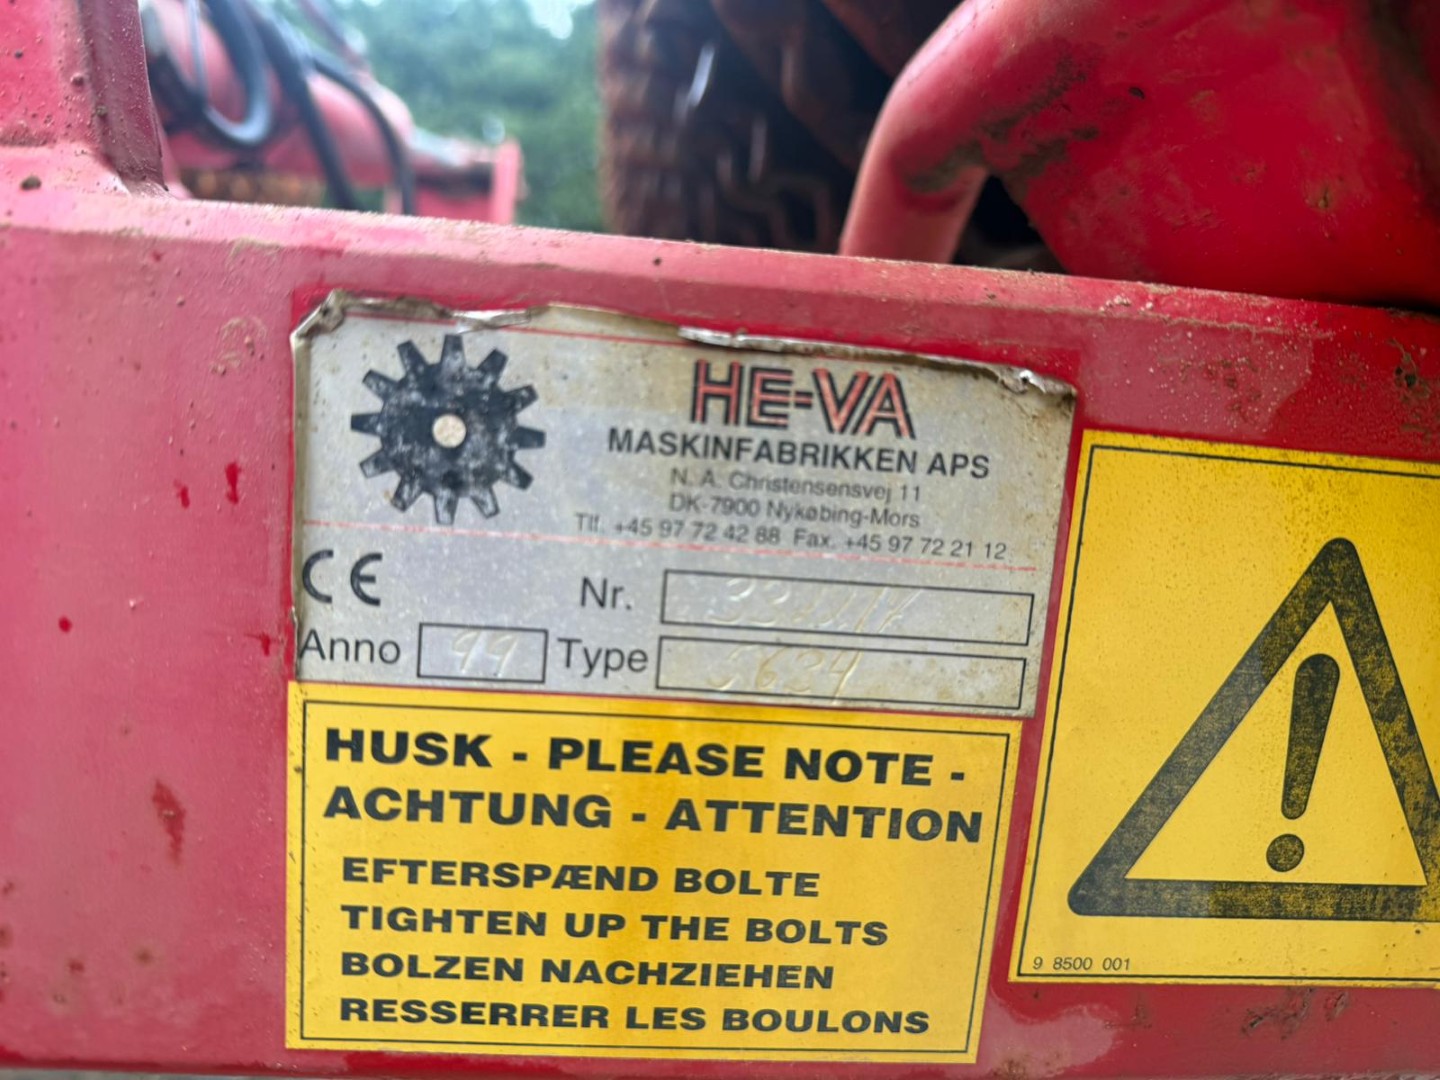 HE-VA
MASKINFABRIKKEN APS
N. A. Christensensvej 11
DK-7900 Nykøbing-Mors
Tlf. +45 97 72 42 88 Fax. +45 97 72 21 12
CE
Nr.
Anno 99 Type
HUSK - PLEASE NOTE -
ACHTUNG - ATTENTION
EFTERSPÆND BOLTE
TIGHTEN UP THE BOLTS
BOLZEN NACHZIEHEN
RESSERRER LES BOULONS
9 8500 001